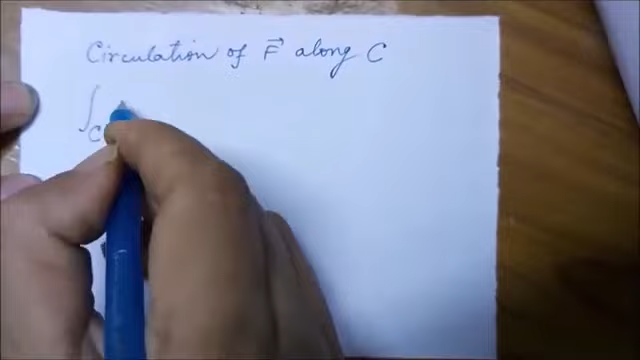 Circulation of F⃗ along C
∫C